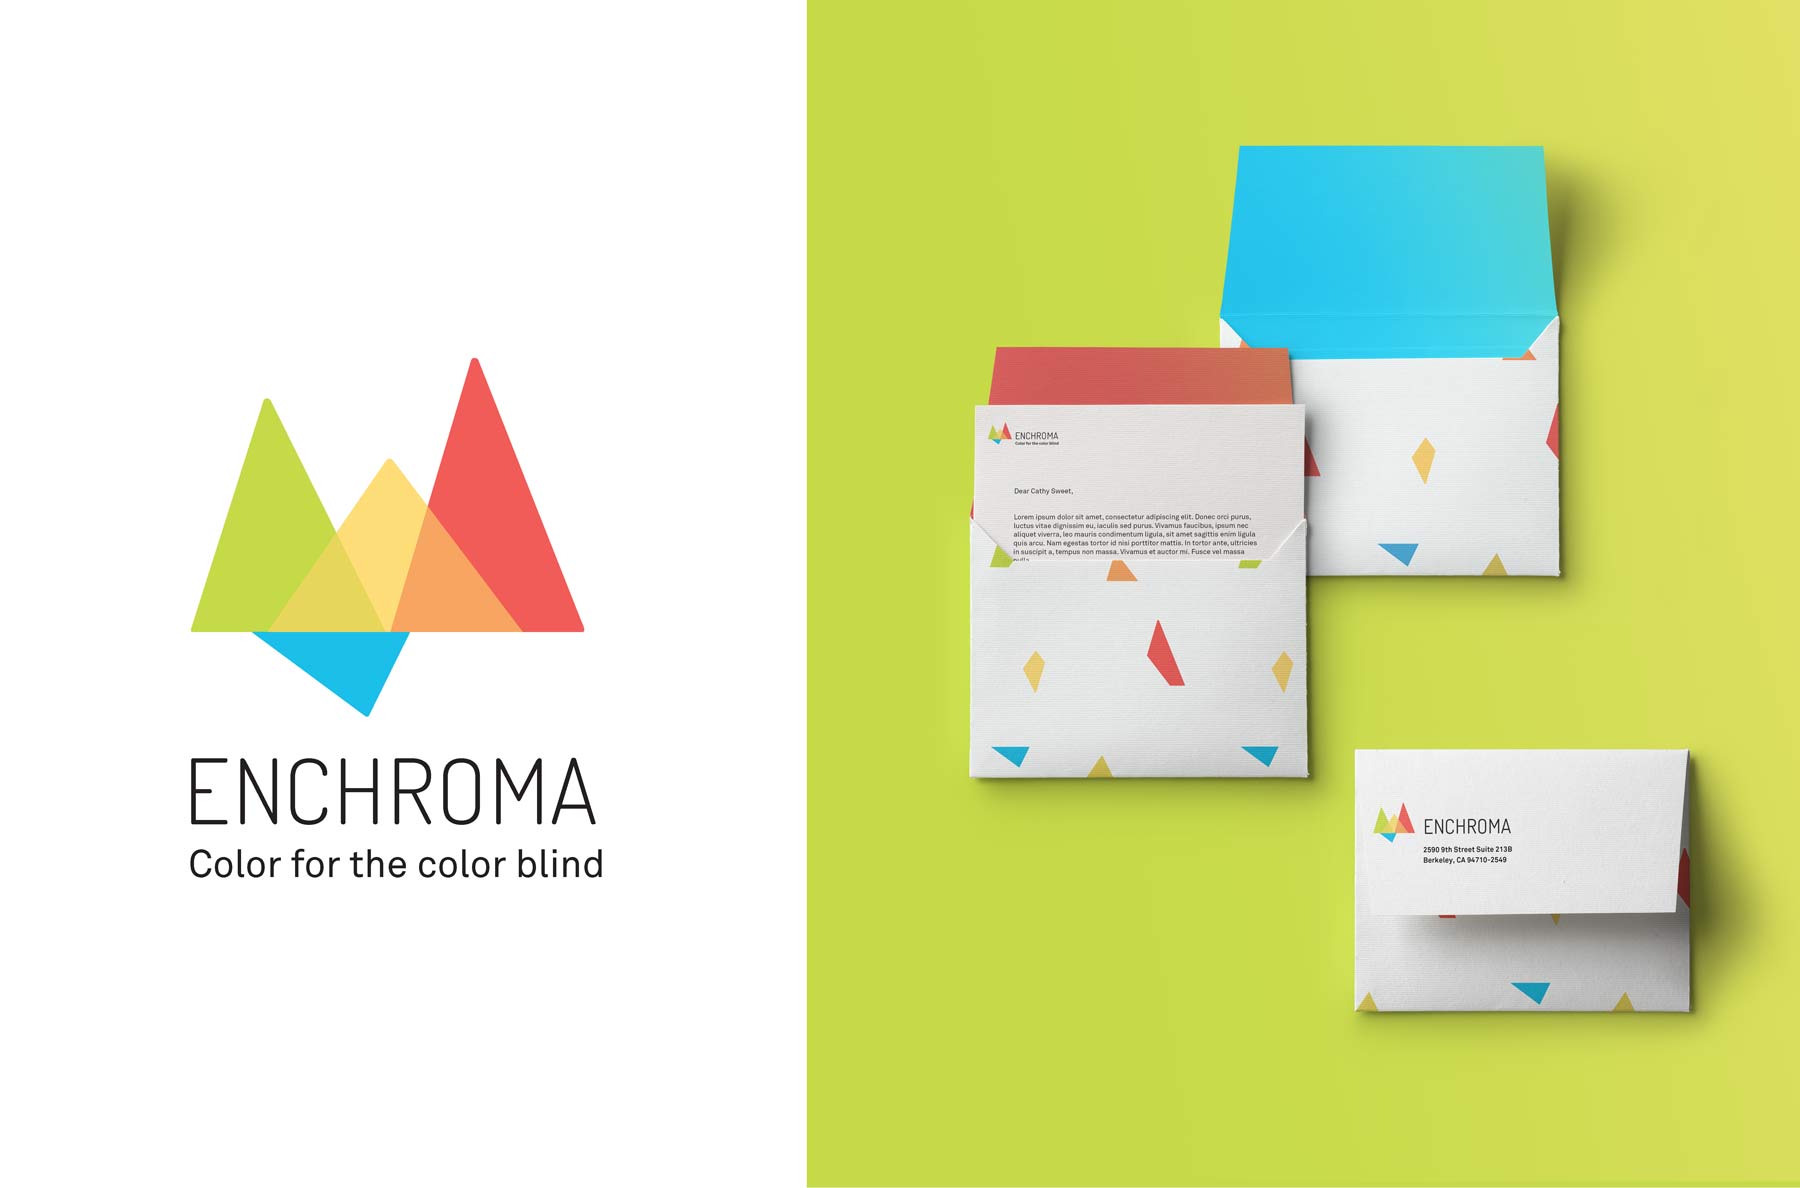 ENCHROMA
Color for the color blind
ENCHROMA
Color for the color blind
Dear Cathy Sweet,
Lorem ipsum dolor sit amet, consectetur adipiscing elit. Donec orci purus,
luctus vitae dignissim eu, iaculis sed purus. Vivamus faucibus, ipsum nec
aliquet viverra, leo mauris condimentum ligula, sit amet sagittis enim ligula
quis arcu. Nam egestas tortor id nisi porttitor mattis. In tortor ante, ultricies
in suscipit a, tempus non massa. Vivamus et auctor mi. Fusce vel massa
ENCHROMA
2590 9th Street Suite 213B
Berkeley, CA 94710-2549